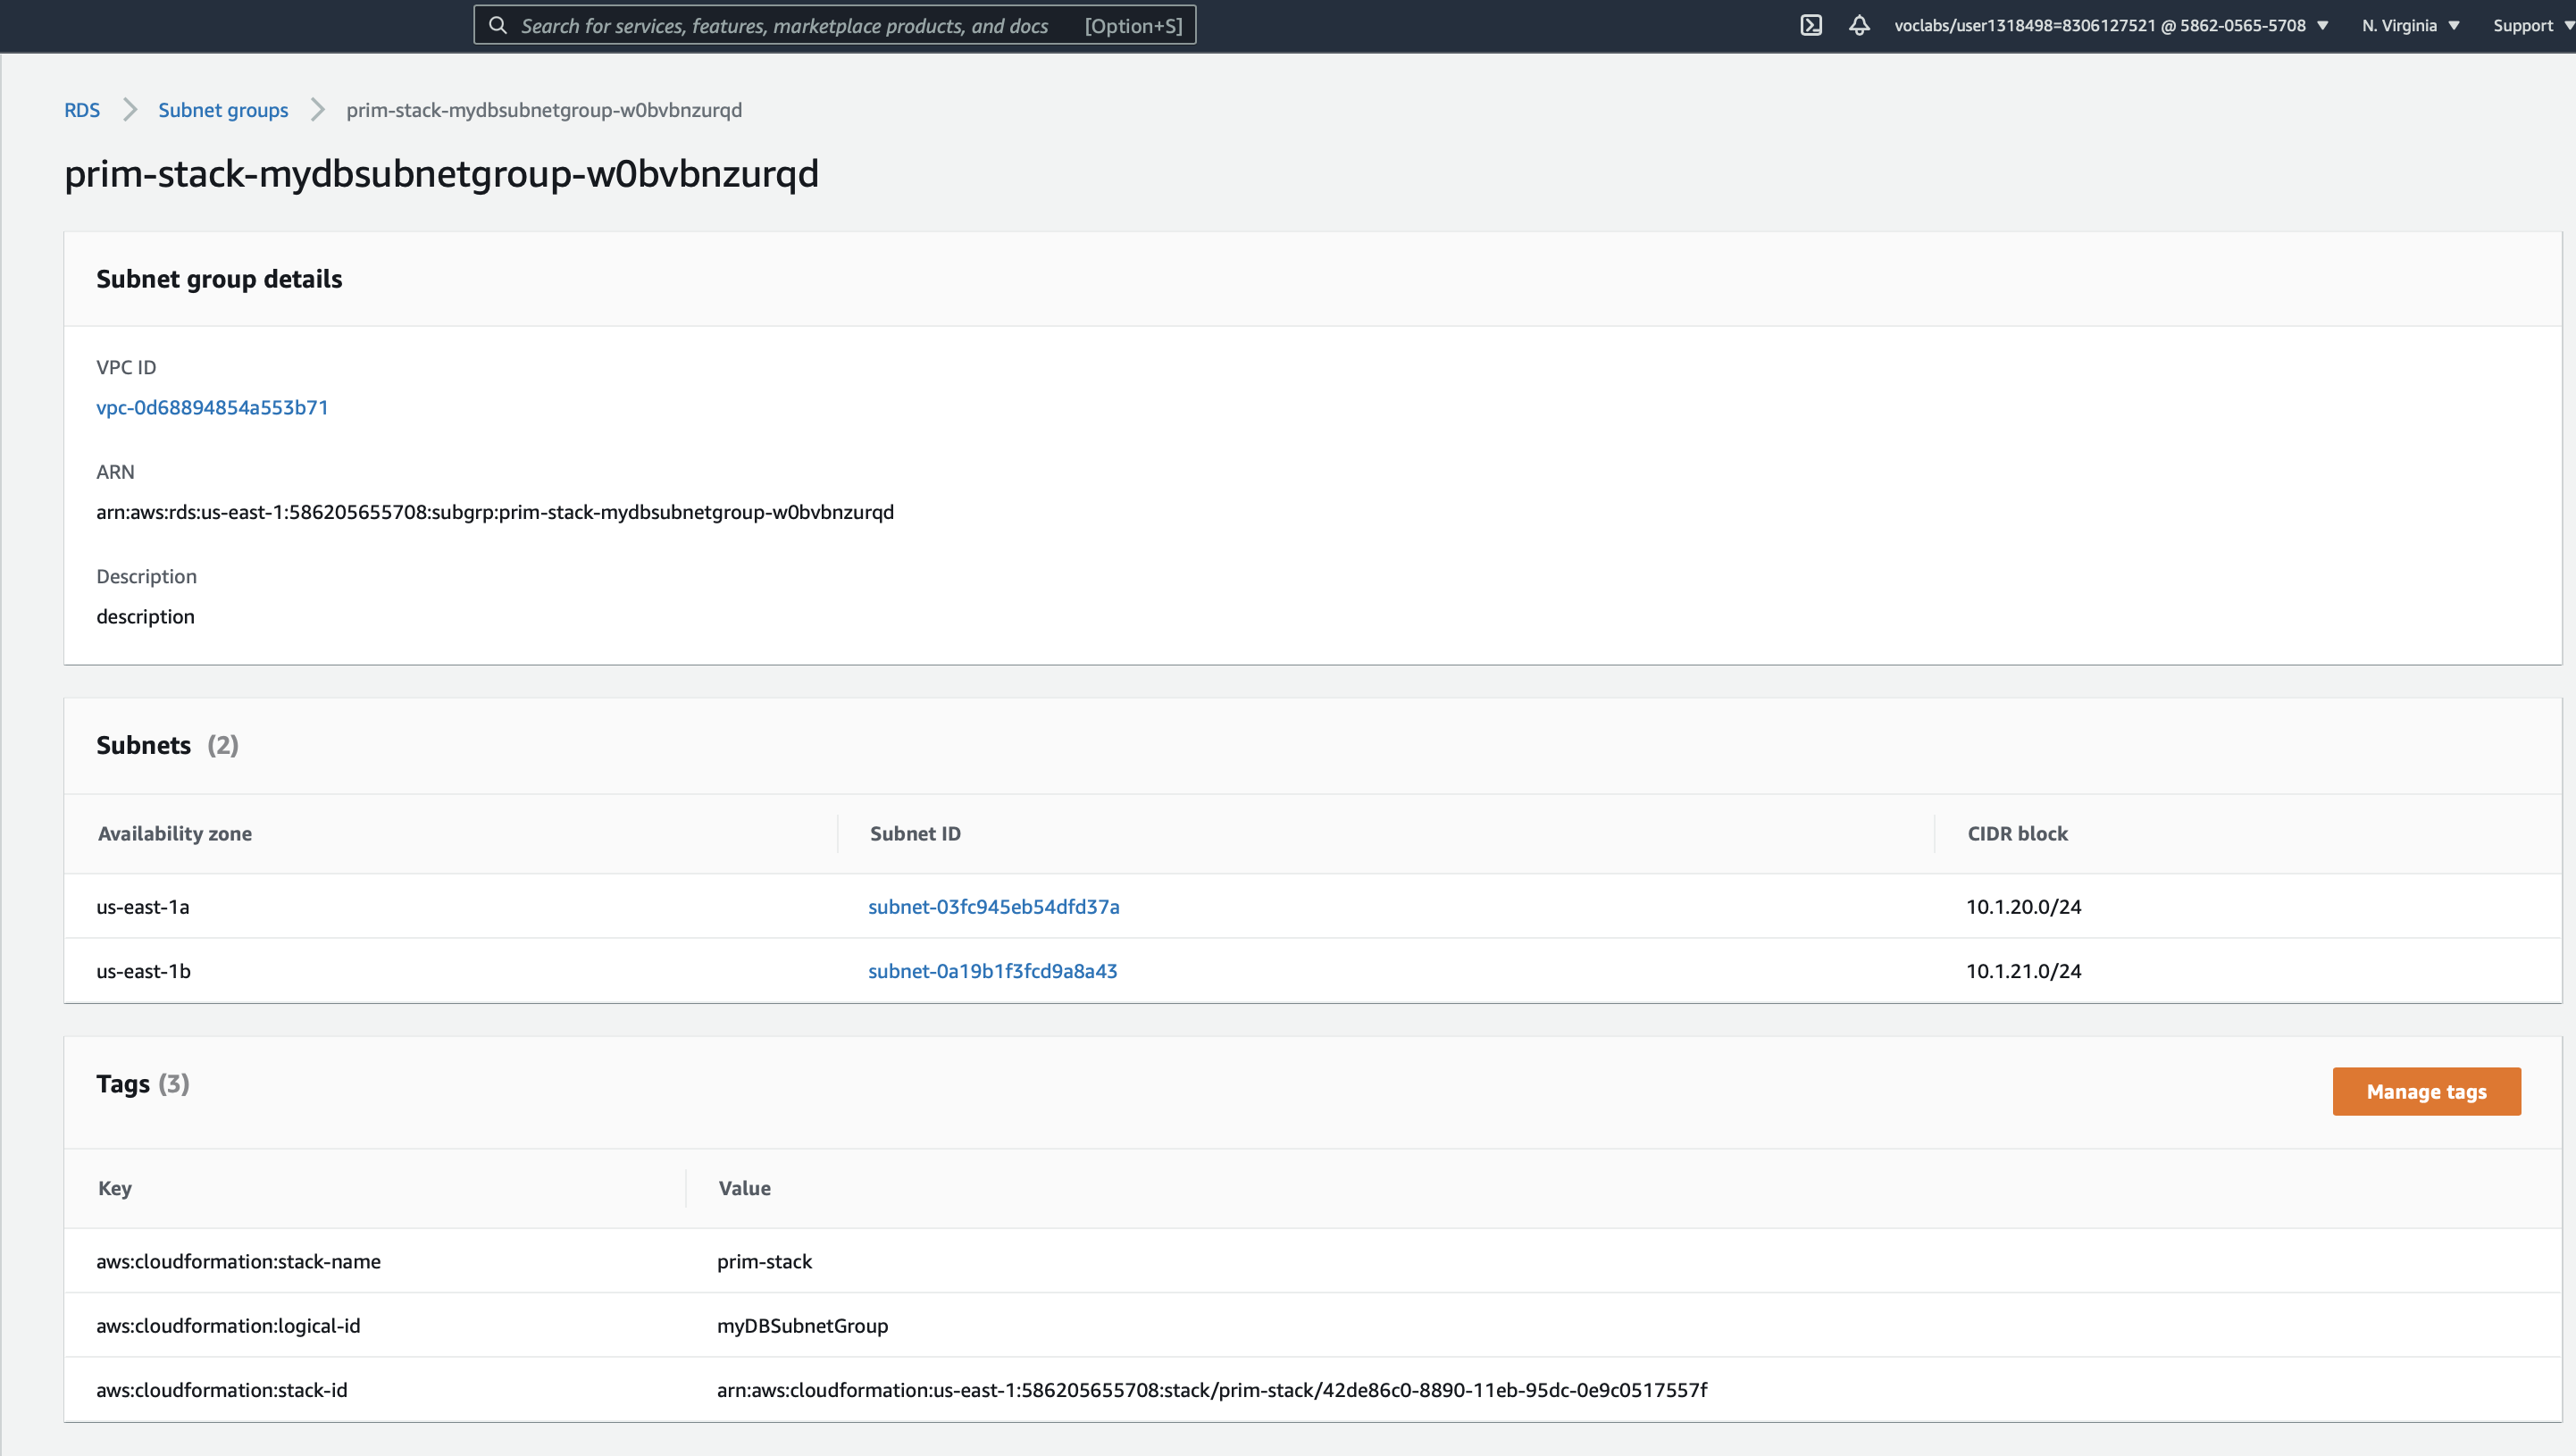 Search for services, features, marketplace products, and docs [Option+S] voclabs/user1318498=8306127521 @ 5862-0565-5708 N. Virginia Support
RDS Subnet groups prim-stack-mydbsubnetgroup-w0bvbnzurqd
prim-stack-mydbsubnetgroup-w0bvbnzurqd
Subnet group details
VPC ID
vpc-0d68894854a553b71
ARN
arn:aws:rds:us-east-1:586205655708:subgrp:prim-stack-mydbsubnetgroup-w0bvbnzurqd
Description
description
Subnets (2)
Availability zone Subnet ID CIDR block
us-east-1a subnet-03fc945eb54dfd37a 10.1.20.0/24
us-east-1b subnet-0a19b1f3fcd9a8a43 10.1.21.0/24
Tags (3) Manage tags
Key Value
aws:cloudformation:stack-name prim-stack
aws:cloudformation:logical-id myDBSubnetGroup
aws:cloudformation:stack-id arn:aws:cloudformation:us-east-1:586205655708:stack/prim-stack/42de86c0-8890-11eb-95dc-0e9c0517557f